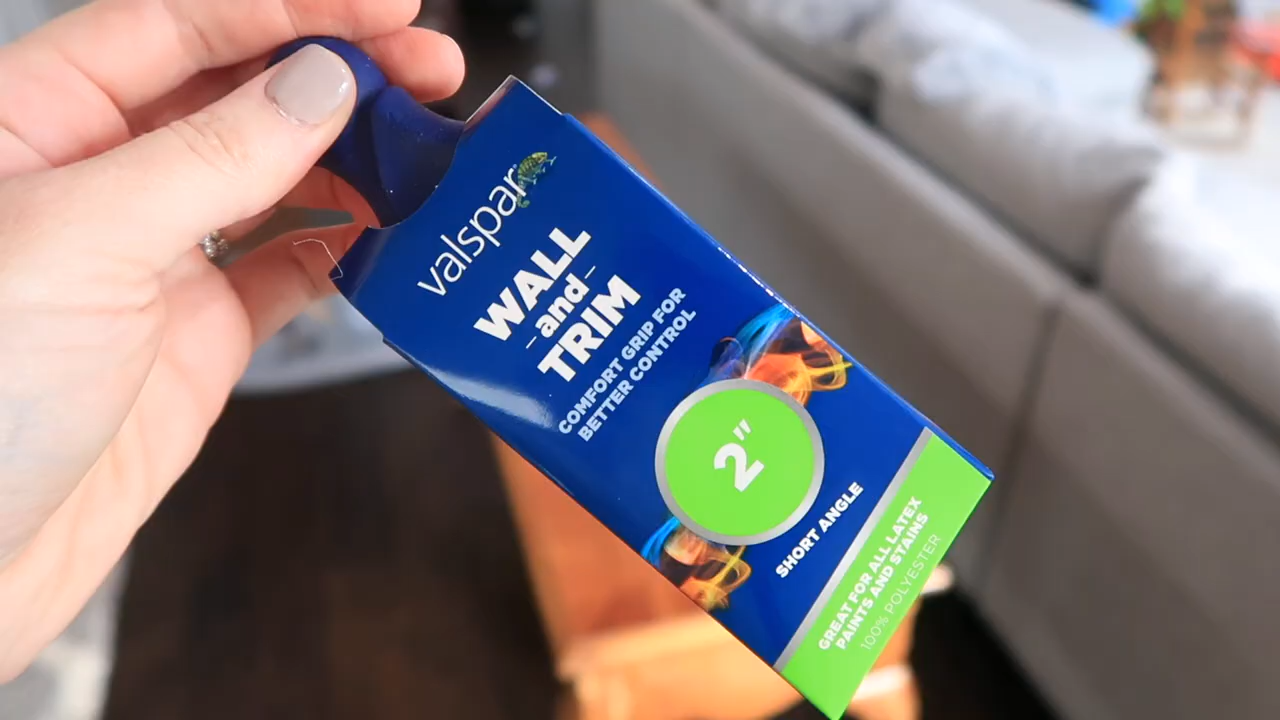 valspar
WALL
and
TRIM
COMFORT GRIP FOR
BETTER CONTROL
2"
SHORT ANGLE
GREAT FOR ALL LATEX
PAINTS AND STAINS
100% POLYESTER